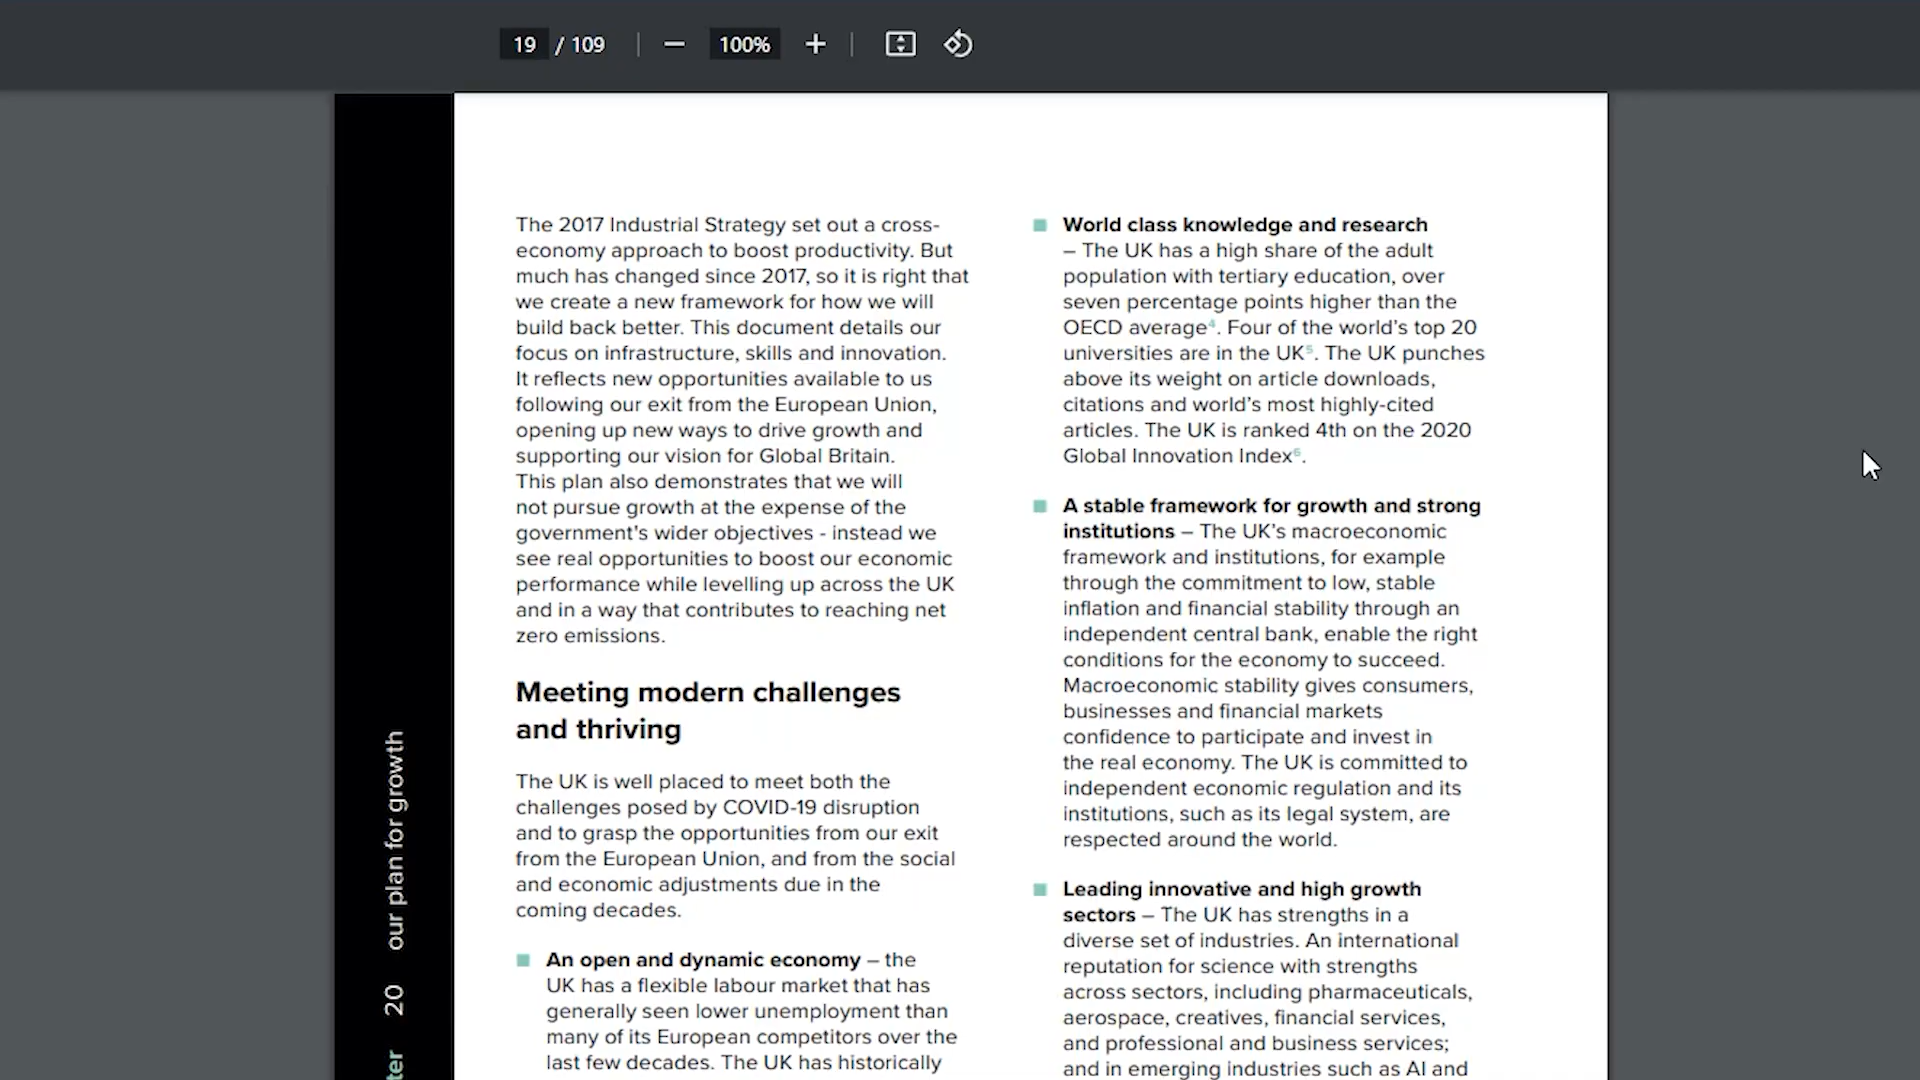 19 / 109
100%
The 2017 Industrial Strategy set out a cross-
economy approach to boost productivity. But
much has changed since 2017, so it is right that
we create a new framework for how we will
build back better. This document details our
focus on infrastructure, skills and innovation.
It reflects new opportunities available to us
following our exit from the European Union,
opening up new ways to drive growth and
supporting our vision for Global Britain.
This plan also demonstrates that we will
not pursue growth at the expense of the
government's wider objectives - instead we
see real opportunities to boost our economic
performance while levelling up across the UK
and in a way that contributes to reaching net
zero emissions.
Meeting modern challenges
and thriving
The UK is well placed to meet both the
challenges posed by COVID-19 disruption
and to grasp the opportunities from our exit
from the European Union, and from the social
and economic adjustments due in the
coming decades.
An open and dynamic economy – the
UK has a flexible labour market that has
generally seen lower unemployment than
many of its European competitors over the
last few decades. The UK has historically
World class knowledge and research
– The UK has a high share of the adult
population with tertiary education, over
seven percentage points higher than the
OECD average⁴. Four of the world's top 20
universities are in the UK⁵. The UK punches
above its weight on article downloads,
citations and world's most highly-cited
articles. The UK is ranked 4th on the 2020
Global Innovation Index⁶.
A stable framework for growth and strong
institutions – The UK's macroeconomic
framework and institutions, for example
through the commitment to low, stable
inflation and financial stability through an
independent central bank, enable the right
conditions for the economy to succeed.
Macroeconomic stability gives consumers,
businesses and financial markets
confidence to participate and invest in
the real economy. The UK is committed to
independent economic regulation and its
institutions, such as its legal system, are
respected around the world.
Leading innovative and high growth
sectors – The UK has strengths in a
diverse set of industries. An international
reputation for science with strengths
across sectors, including pharmaceuticals,
aerospace, creatives, financial services,
and professional and business services;
and in emerging industries such as AI and
ter 20 our plan for growth